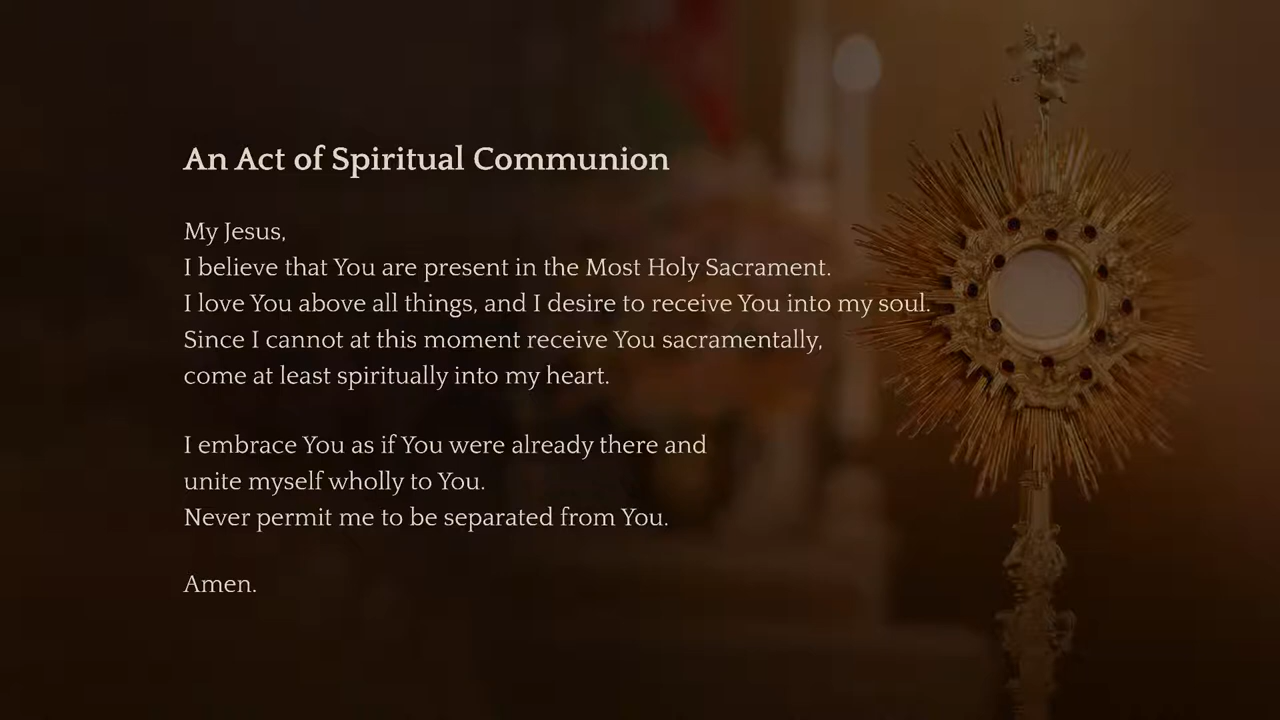 An Act of Spiritual Communion
My Jesus,
I believe that You are present in the Most Holy Sacrament.
I love You above all things, and I desire to receive You into my soul.
Since I cannot at this moment receive You sacramentally,
come at least spiritually into my heart.
I embrace You as if You were already there and
unite myself wholly to You.
Never permit me to be separated from You.
Amen.